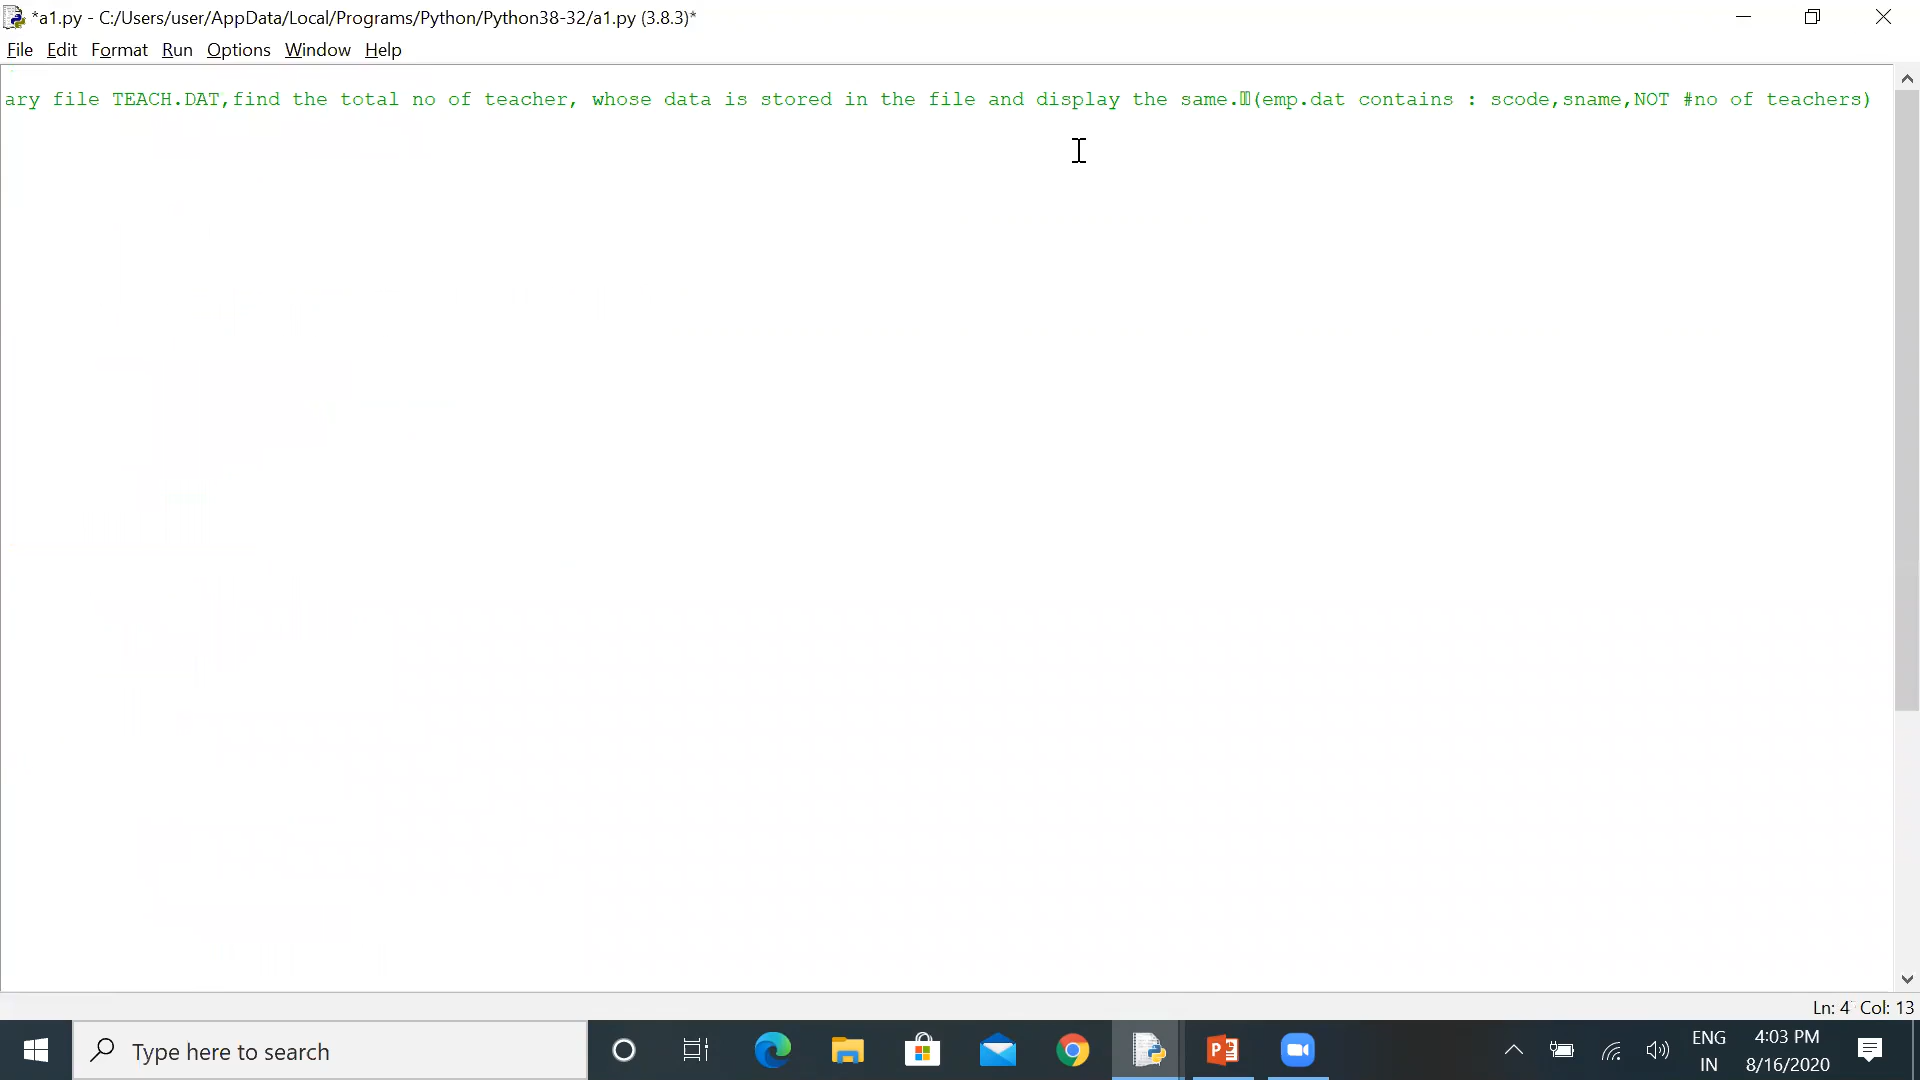 *a1.py - C:/Users/user/AppData/Local/Programs/Python/Python38-32/a1.py (3.8.3)*
File Edit Format Run Options Window Help
ary file TEACH.DAT,find the total no of teacher, whose data is stored in the file and display the same.(emp.dat contains : scode,sname,NOT #no of teachers)
Ln: 4 Col: 13
Type here to search
ENG
IN
4:03 PM
8/16/2020